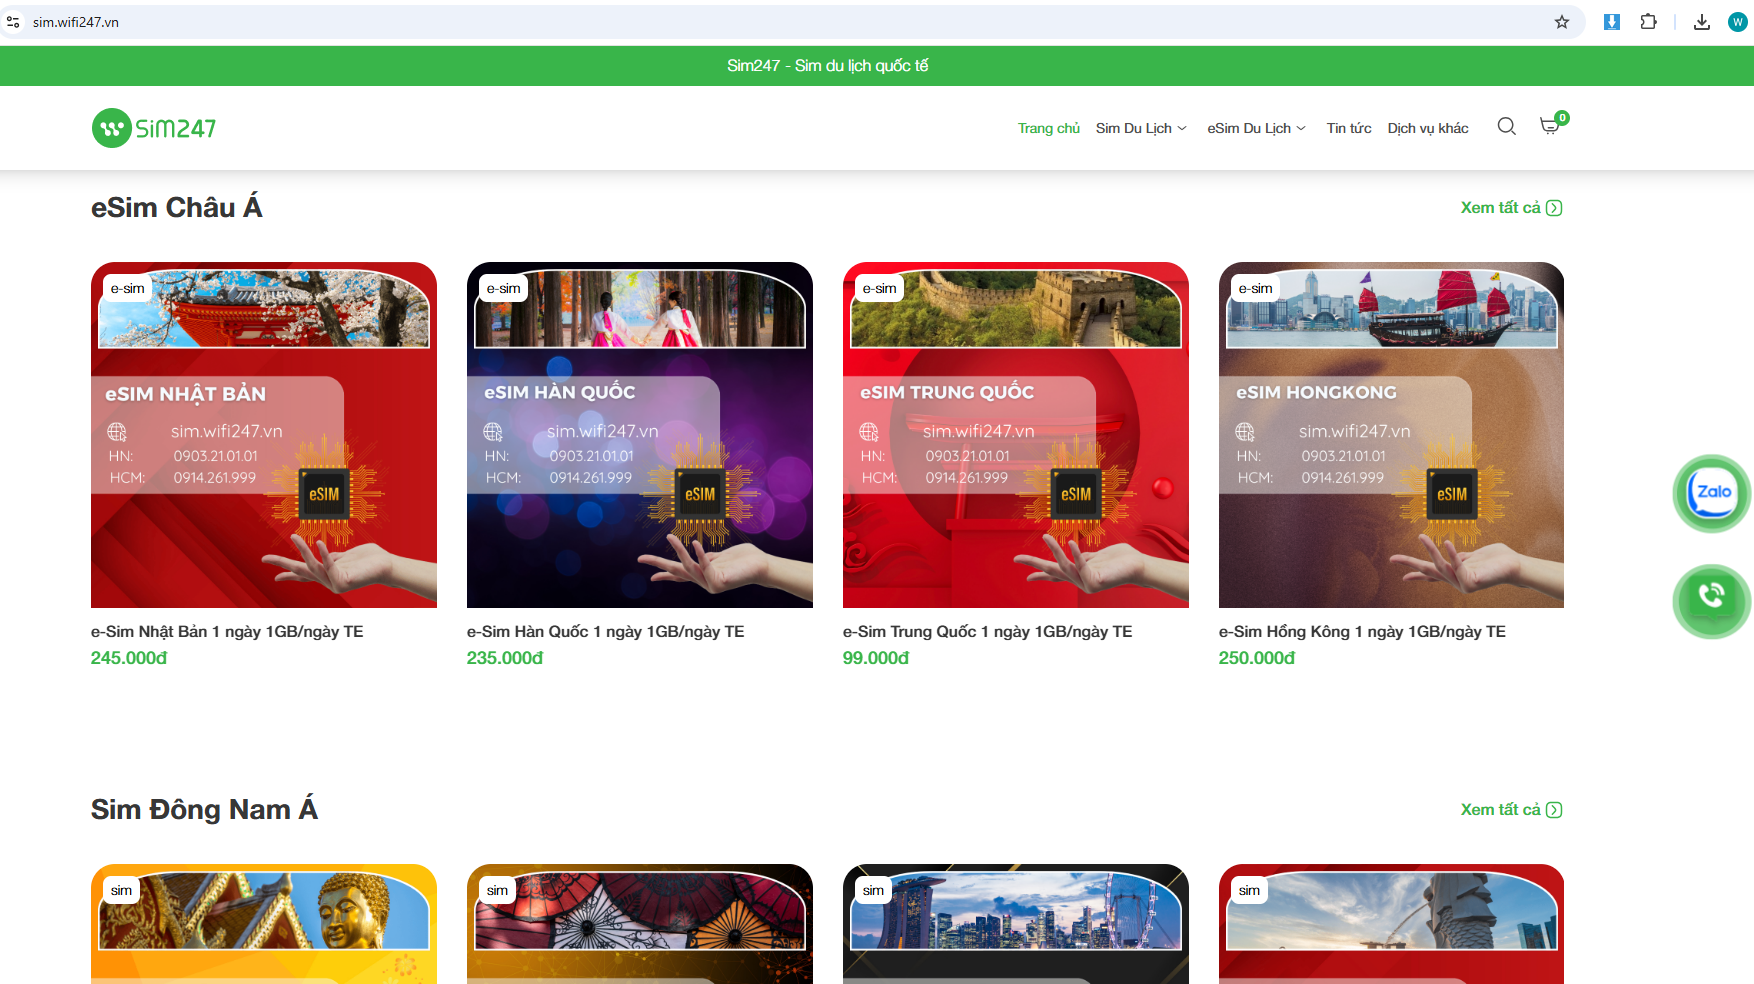 sim.wifi247.vn
W
Sim247 - Sim du lịch quốc tế
SiM247
Trang chủ Sim Du Lịch eSim Du Lịch Tin tức Dịch vụ khác 0
eSim Châu Á
Xem tất cả
e-sim
eSIM NHẬT BẢN
sim.wifi247.vn
HN: 0903.21.01.01
HCM: 0914.261.999
eSIM
e-Sim Nhật Bản 1 ngày 1GB/ngày TE
245.000đ
e-sim
eSIM HÀN QUỐC
sim.wifi247.vn
HN: 0903.21.01.01
HCM: 0914.261.999
eSIM
e-Sim Hàn Quốc 1 ngày 1GB/ngày TE
235.000đ
e-sim
eSIM TRUNG QUỐC
sim.wifi247.vn
HN: 0903.21.01.01
HCM: 0914.261.999
eSIM
e-Sim Trung Quốc 1 ngày 1GB/ngày TE
99.000đ
e-sim
eSIM HONGKONG
sim.wifi247.vn
HN: 0903.21.01.01
HCM: 0914.261.999
eSIM
e-Sim Hồng Kông 1 ngày 1GB/ngày TE
250.000đ
Zalo
Sim Đông Nam Á
Xem tất cả
sim
sim
sim
sim